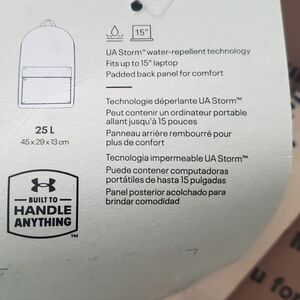 15"
UA Storm™ water-repellent technology
Fits up to 15" laptop
Padded back panel for comfort
Technologie déperlante UA Storm™
Peut contenir un ordinateur portable
allant jusqu'à 15 pouces
Panneau arrière rembourré pour
plus de confort
Tecnología impermeable UA Storm™
Puede contener computadoras
portátiles de hasta 15 pulgadas
Panel posterior acolchado para
brindar comodidad
25 L
45 x 29 x 13 cm
BUILT TO
HANDLE
ANYTHING
™
u for